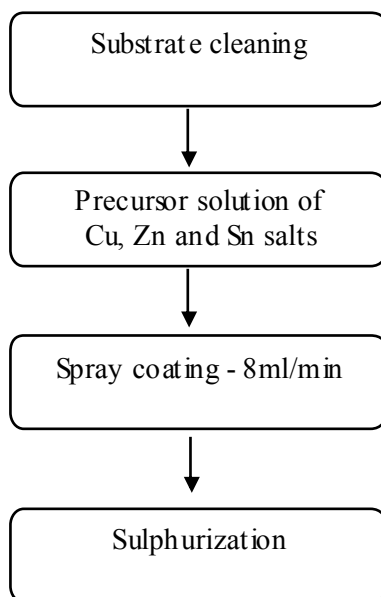 Substrate cleaning
Precursor solution of
Cu, Zn and Sn salts
Spray coating - 8ml/min
Sulphurization